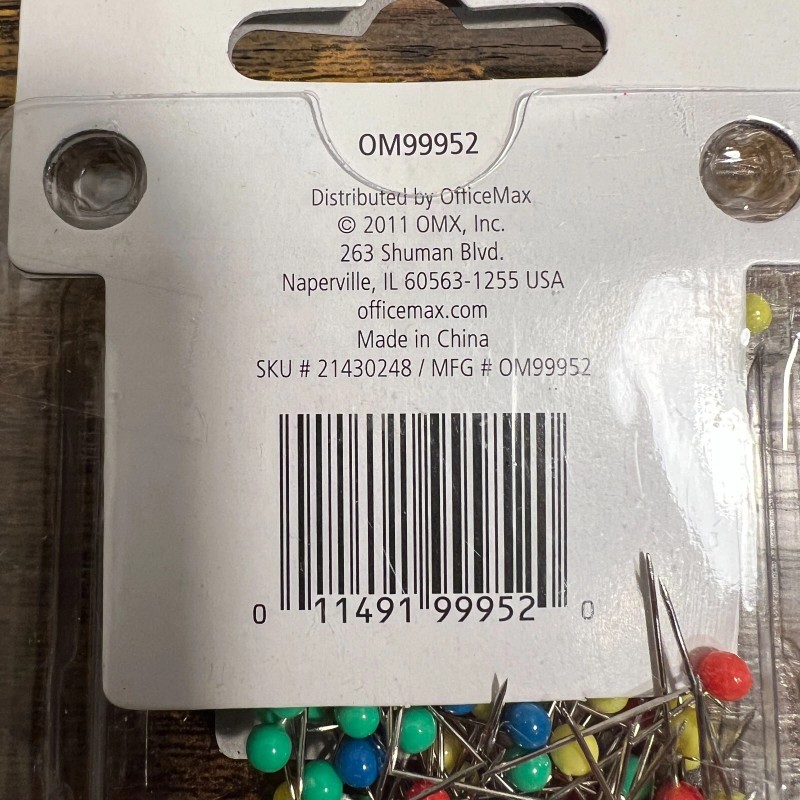 OM99952
Distributed by OfficeMax
© 2011 OMX, Inc.
263 Shuman Blvd.
Naperville, IL 60563-1255 USA
officemax.com
Made in China
SKU # 21430248 / MFG # OM99952
0 11491 99952 0